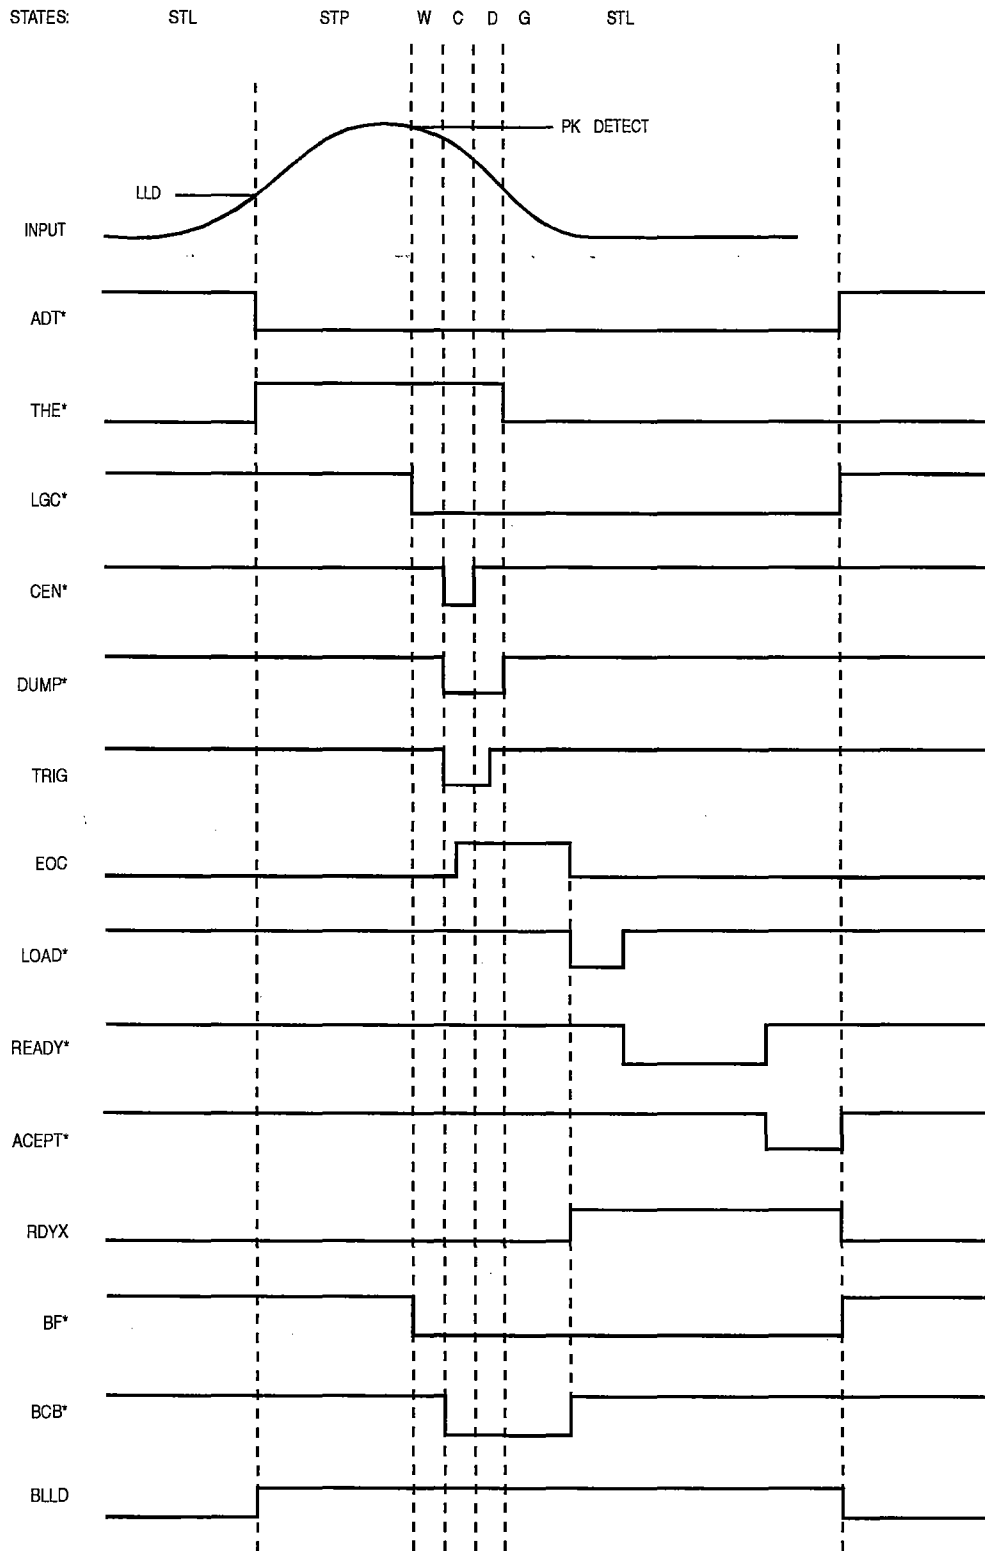 STATES: STL STP W C D G STL
PK DETECT
LLD
INPUT
ADT*
THE*
LGC*
CEN*
DUMP*
TRIG
EOC
LOAD*
READY*
ACEPT*
RDYX
BF*
BCB*
BLLD